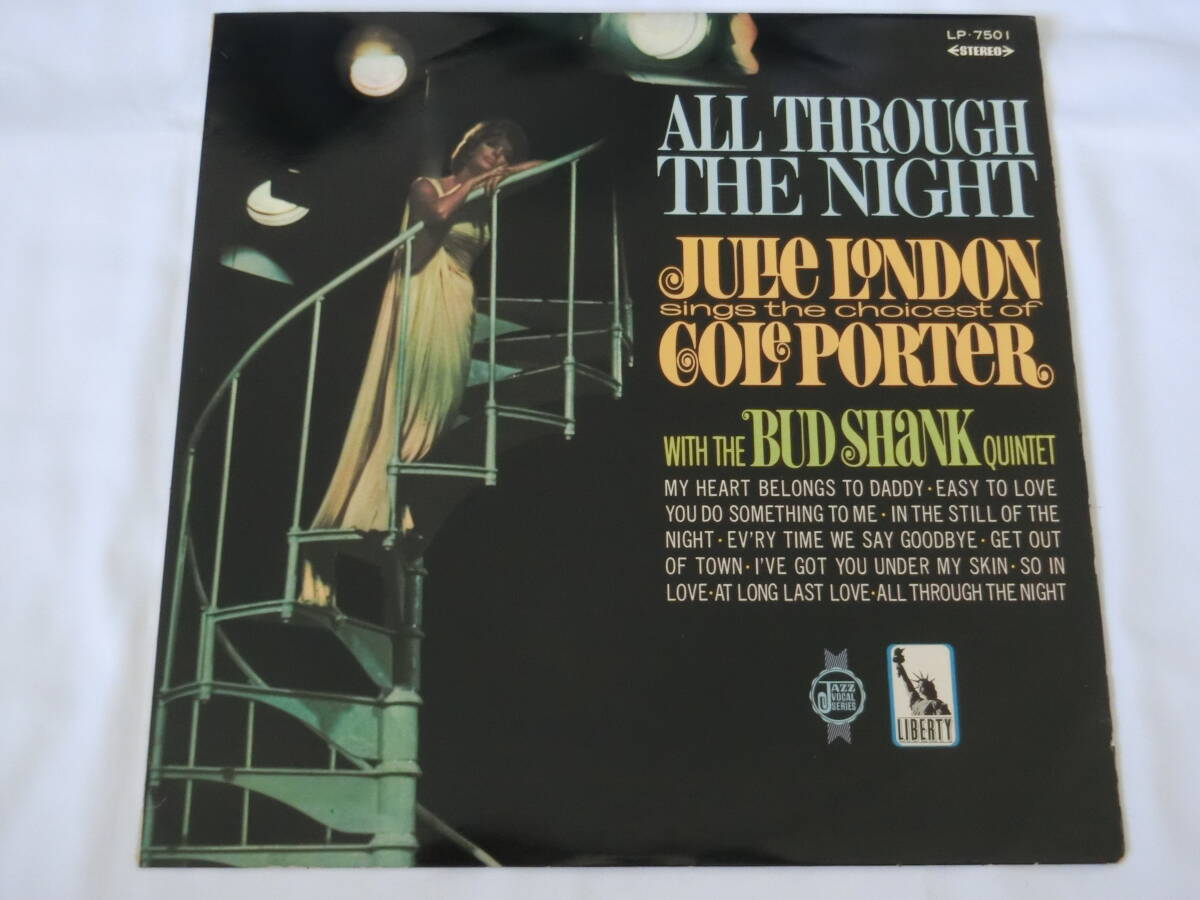 LP-7501
STEREO
ALL THROUGH
THE NIGHT
JULIE LONDON
sings the choicest of
COLE PORTER
WITH THE BUD SHANK QUINTET
MY HEART BELONGS TO DADDY · EASY TO LOVE
YOU DO SOMETHING TO ME · IN THE STILL OF THE
NIGHT · EV'RY TIME WE SAY GOODBYE · GET OUT
OF TOWN · I'VE GOT YOU UNDER MY SKIN · SO IN
LOVE · AT LONG LAST LOVE · ALL THROUGH THE NIGHT
JAZZ
VOCAL
SERIES
LIBERTY